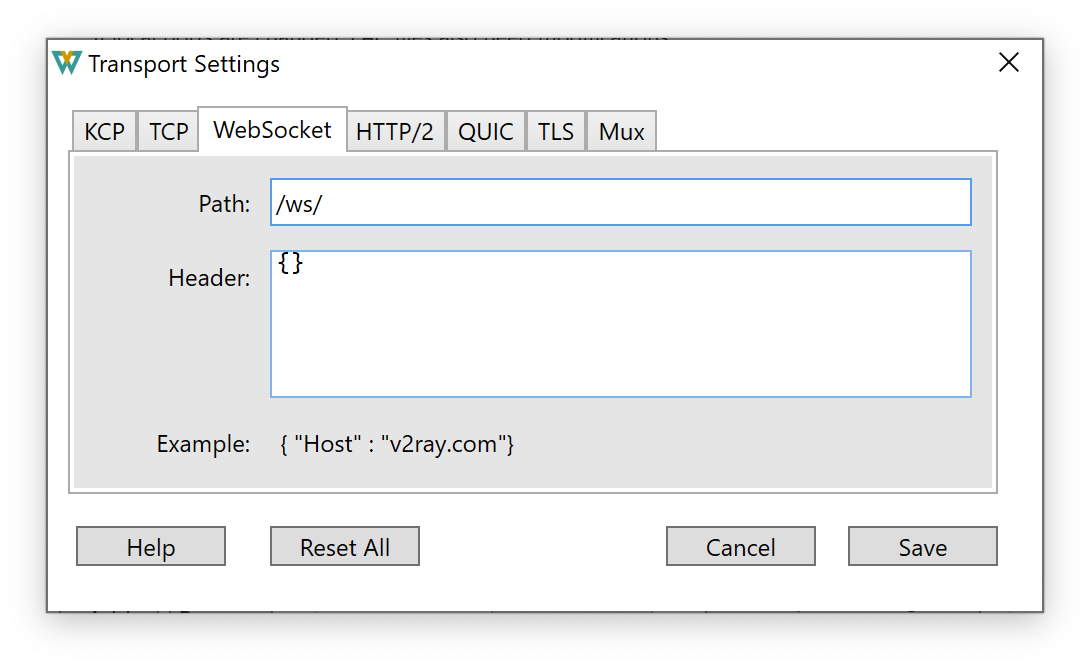 Transport Settings
KCP TCP WebSocket HTTP/2 QUIC TLS Mux
Path: /ws/
Header: {}
Example: { "Host" : "v2ray.com"}
Help Reset All Cancel Save